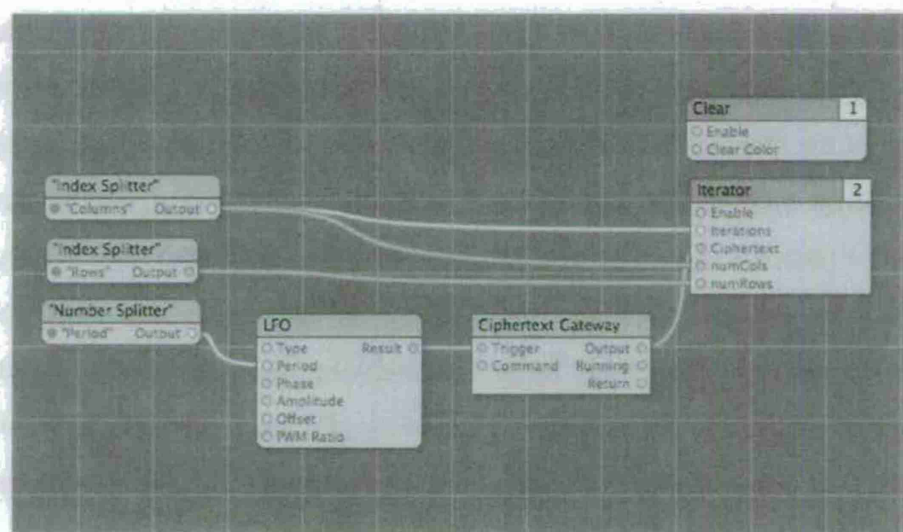 Clear 1
Enable
Clear Color
"Index Splitter"
"Columns" Output
Iterator 2
Enable
Iterations
Ciphertext
numCols
numRows
"Index Splitter"
"Rows" Output
"Number Splitter"
"Period" Output
LFO
Type Result
Period
Phase
Amplitude
Offset
PWM Ratio
Ciphertext Gateway
Trigger Output
Command Running
Return